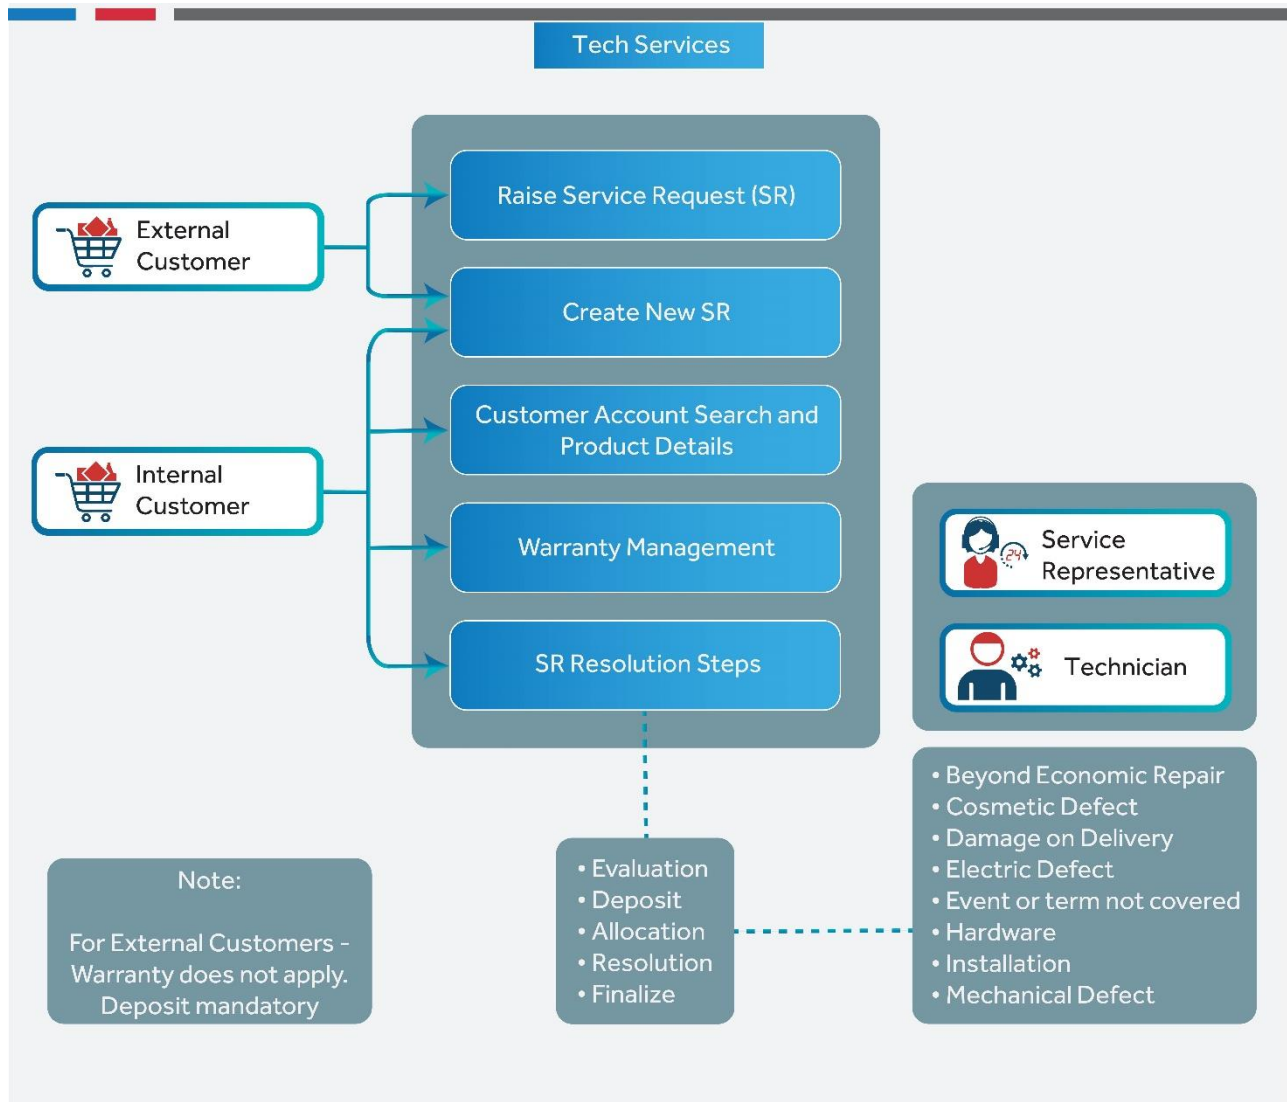 Tech Services
Raise Service Request (SR)
External
Customer
Create New SR
Customer Account Search and
Product Details
Internal
Customer
Warranty Management
Service
Representative
24
SR Resolution Steps
Technician
• Beyond Economic Repair
• Cosmetic Defect
• Damage on Delivery
• Electric Defect
• Event or term not covered
• Hardware
• Installation
• Mechanical Defect
• Evaluation
• Deposit
• Allocation
• Resolution
• Finalize
Note:
For External Customers -
Warranty does not apply.
Deposit mandatory